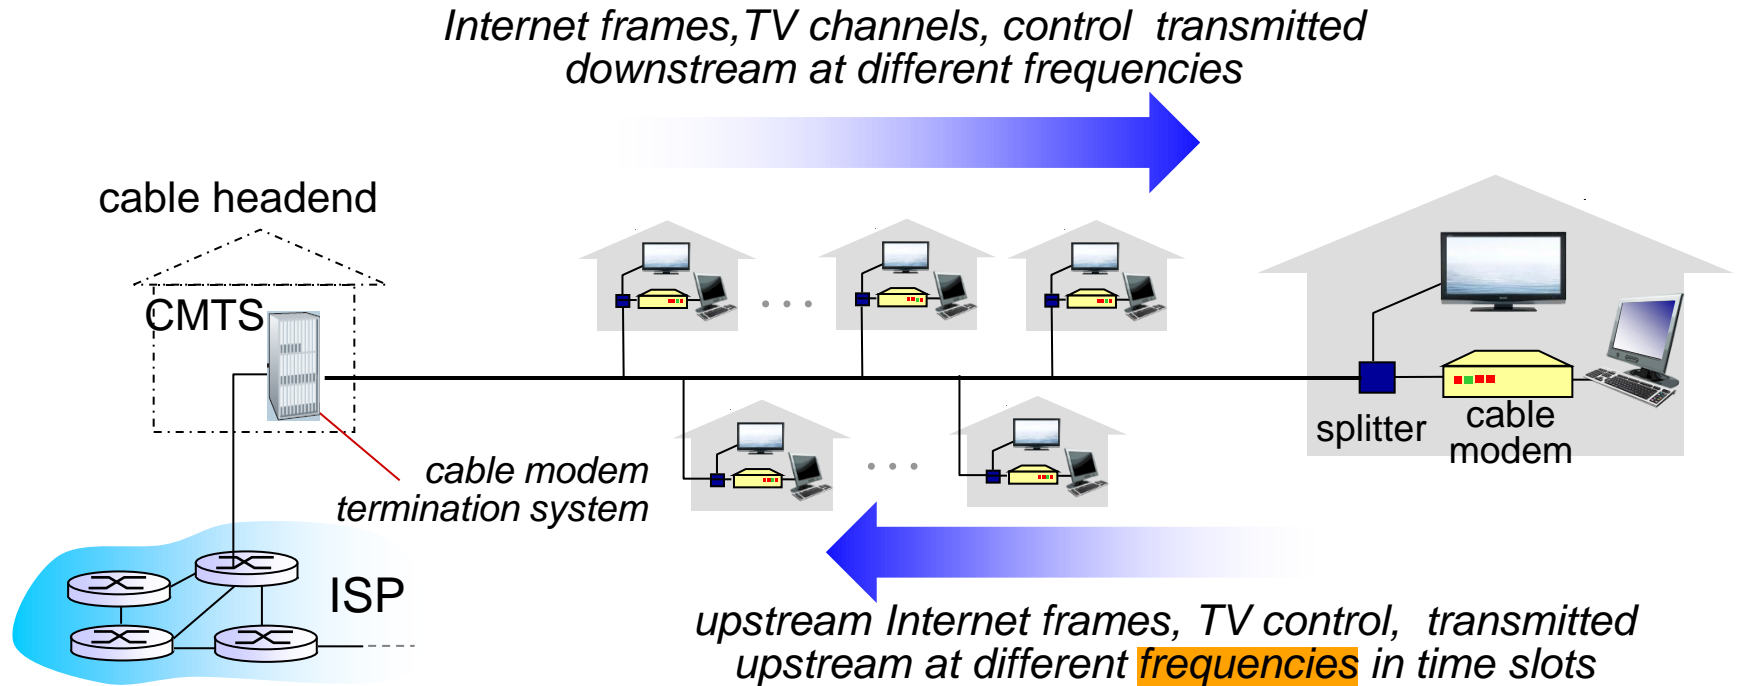 Internet frames,TV channels, control transmitted
downstream at different frequencies
cable headend
CMTS
splitter
cable
modem
cable modem
termination system
ISP
upstream Internet frames, TV control, transmitted
upstream at different frequencies in time slots